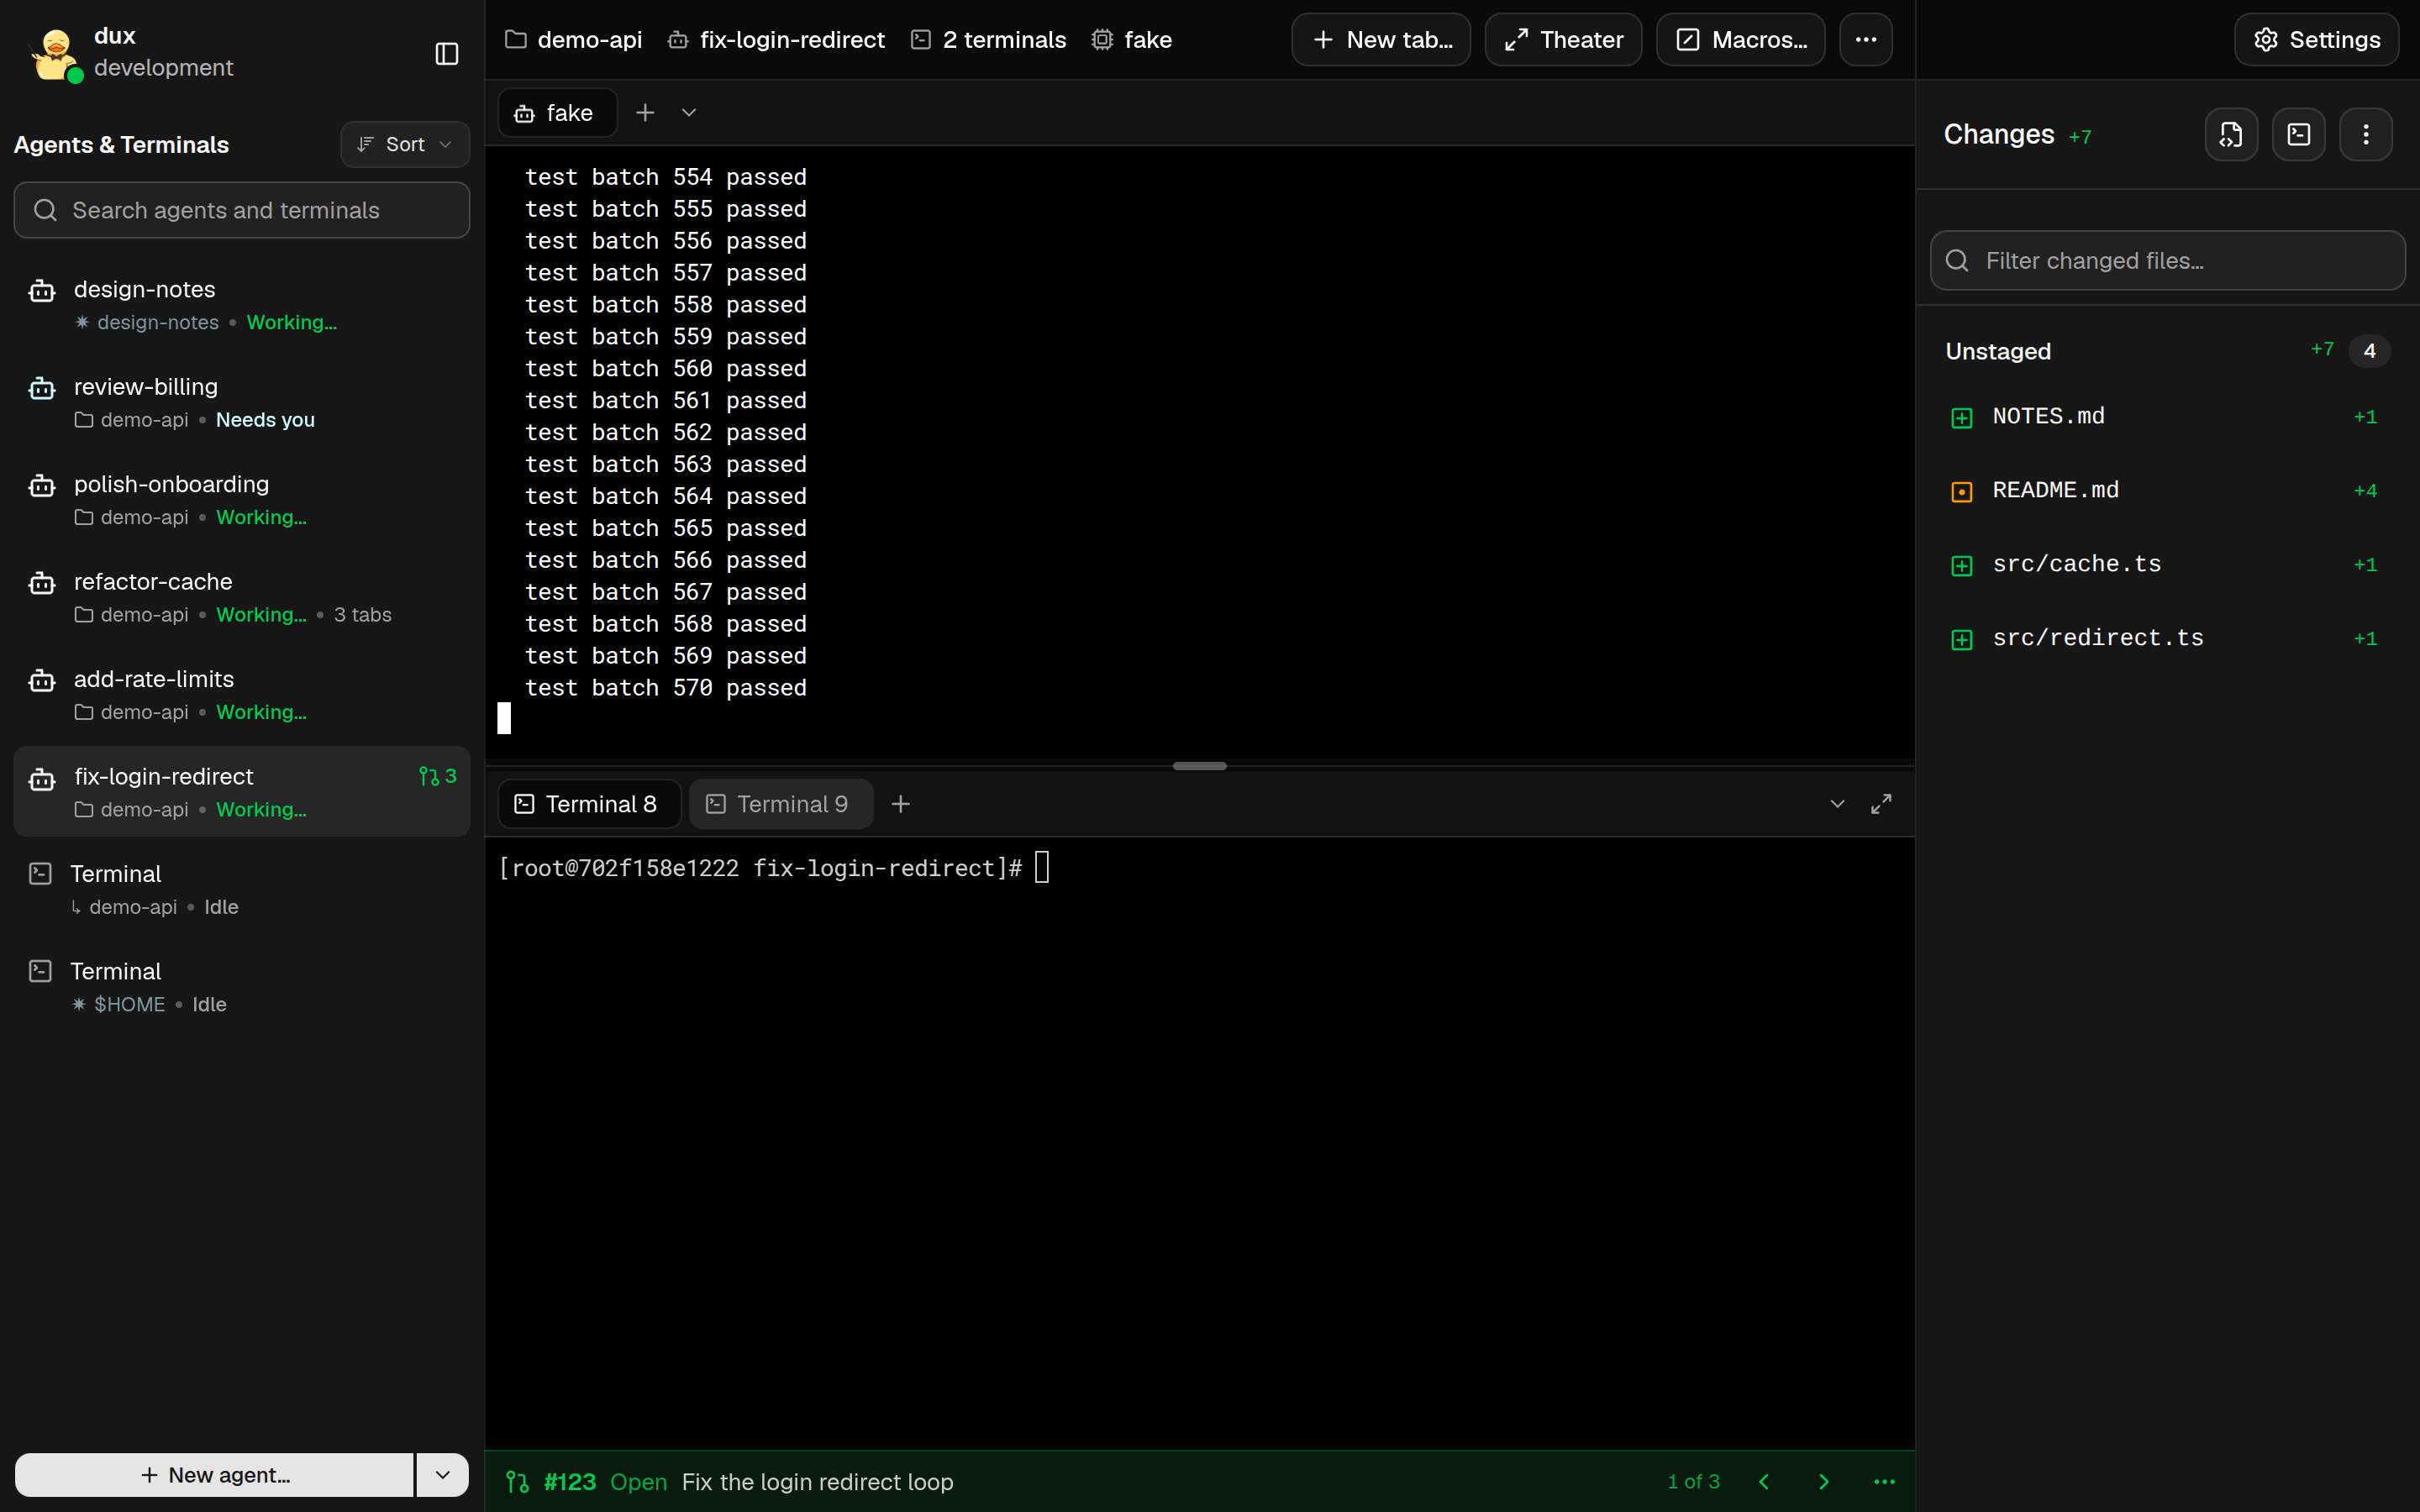 dux
development
Agents & Terminals
Sort
Search agents and terminals
design-notes
design-notes • Working...
review-billing
demo-api • Needs you
polish-onboarding
demo-api • Working...
refactor-cache
demo-api • Working... • 3 tabs
add-rate-limits
demo-api • Working...
fix-login-redirect 3
demo-api • Working...
Terminal
↳ demo-api • Idle
Terminal
$HOME • Idle
New agent...
demo-api fix-login-redirect 2 terminals fake
New tab... Theater Macros...
fake
test batch 554 passed
test batch 555 passed
test batch 556 passed
test batch 557 passed
test batch 558 passed
test batch 559 passed
test batch 560 passed
test batch 561 passed
test batch 562 passed
test batch 563 passed
test batch 564 passed
test batch 565 passed
test batch 566 passed
test batch 567 passed
test batch 568 passed
test batch 569 passed
test batch 570 passed
Terminal 8 Terminal 9
[root@702f158e1222 fix-login-redirect]#
#123 Open Fix the login redirect loop 1 of 3
Settings
Changes +7
Filter changed files...
Unstaged +7 4
NOTES.md +1
README.md +4
src/cache.ts +1
src/redirect.ts +1